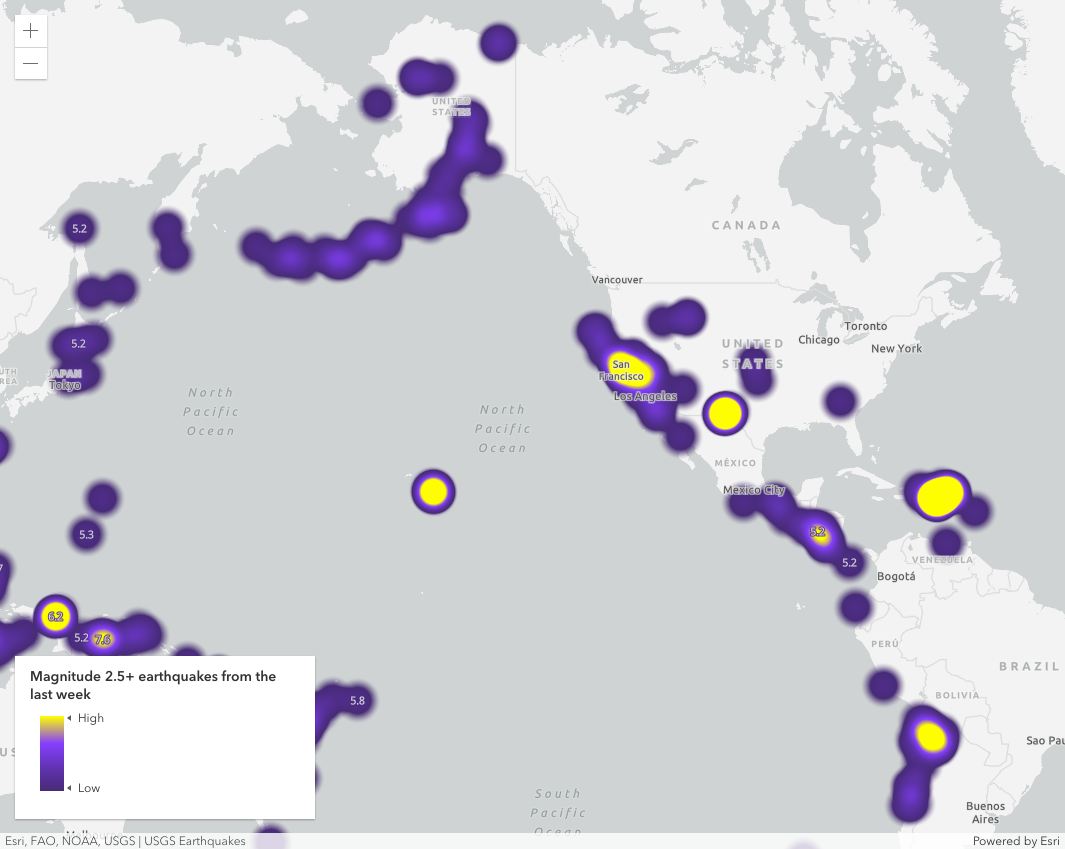 +
−
UNITED
STATES
5.2
CANADA
Vancouver
Toronto
Chicago
New York
UNITED
STATES
5.2
JAPAN
Tokyo
San
Francisco
Los Angeles
North
Pacific
Ocean
North
Pacific
Ocean
MÉXICO
Mexico City
5.3
5.2
5.2
VENEZUELA
Bogotá
6.2
5.2
7.6
PERÚ
BRAZIL
BOLIVIA
5.8
Magnitude 2.5+ earthquakes from the
last week
High
Low
Sao Pau
South
Pacific
Ocean
Buenos
Aires
Esri, FAO, NOAA, USGS | USGS Earthquakes
Powered by Esri